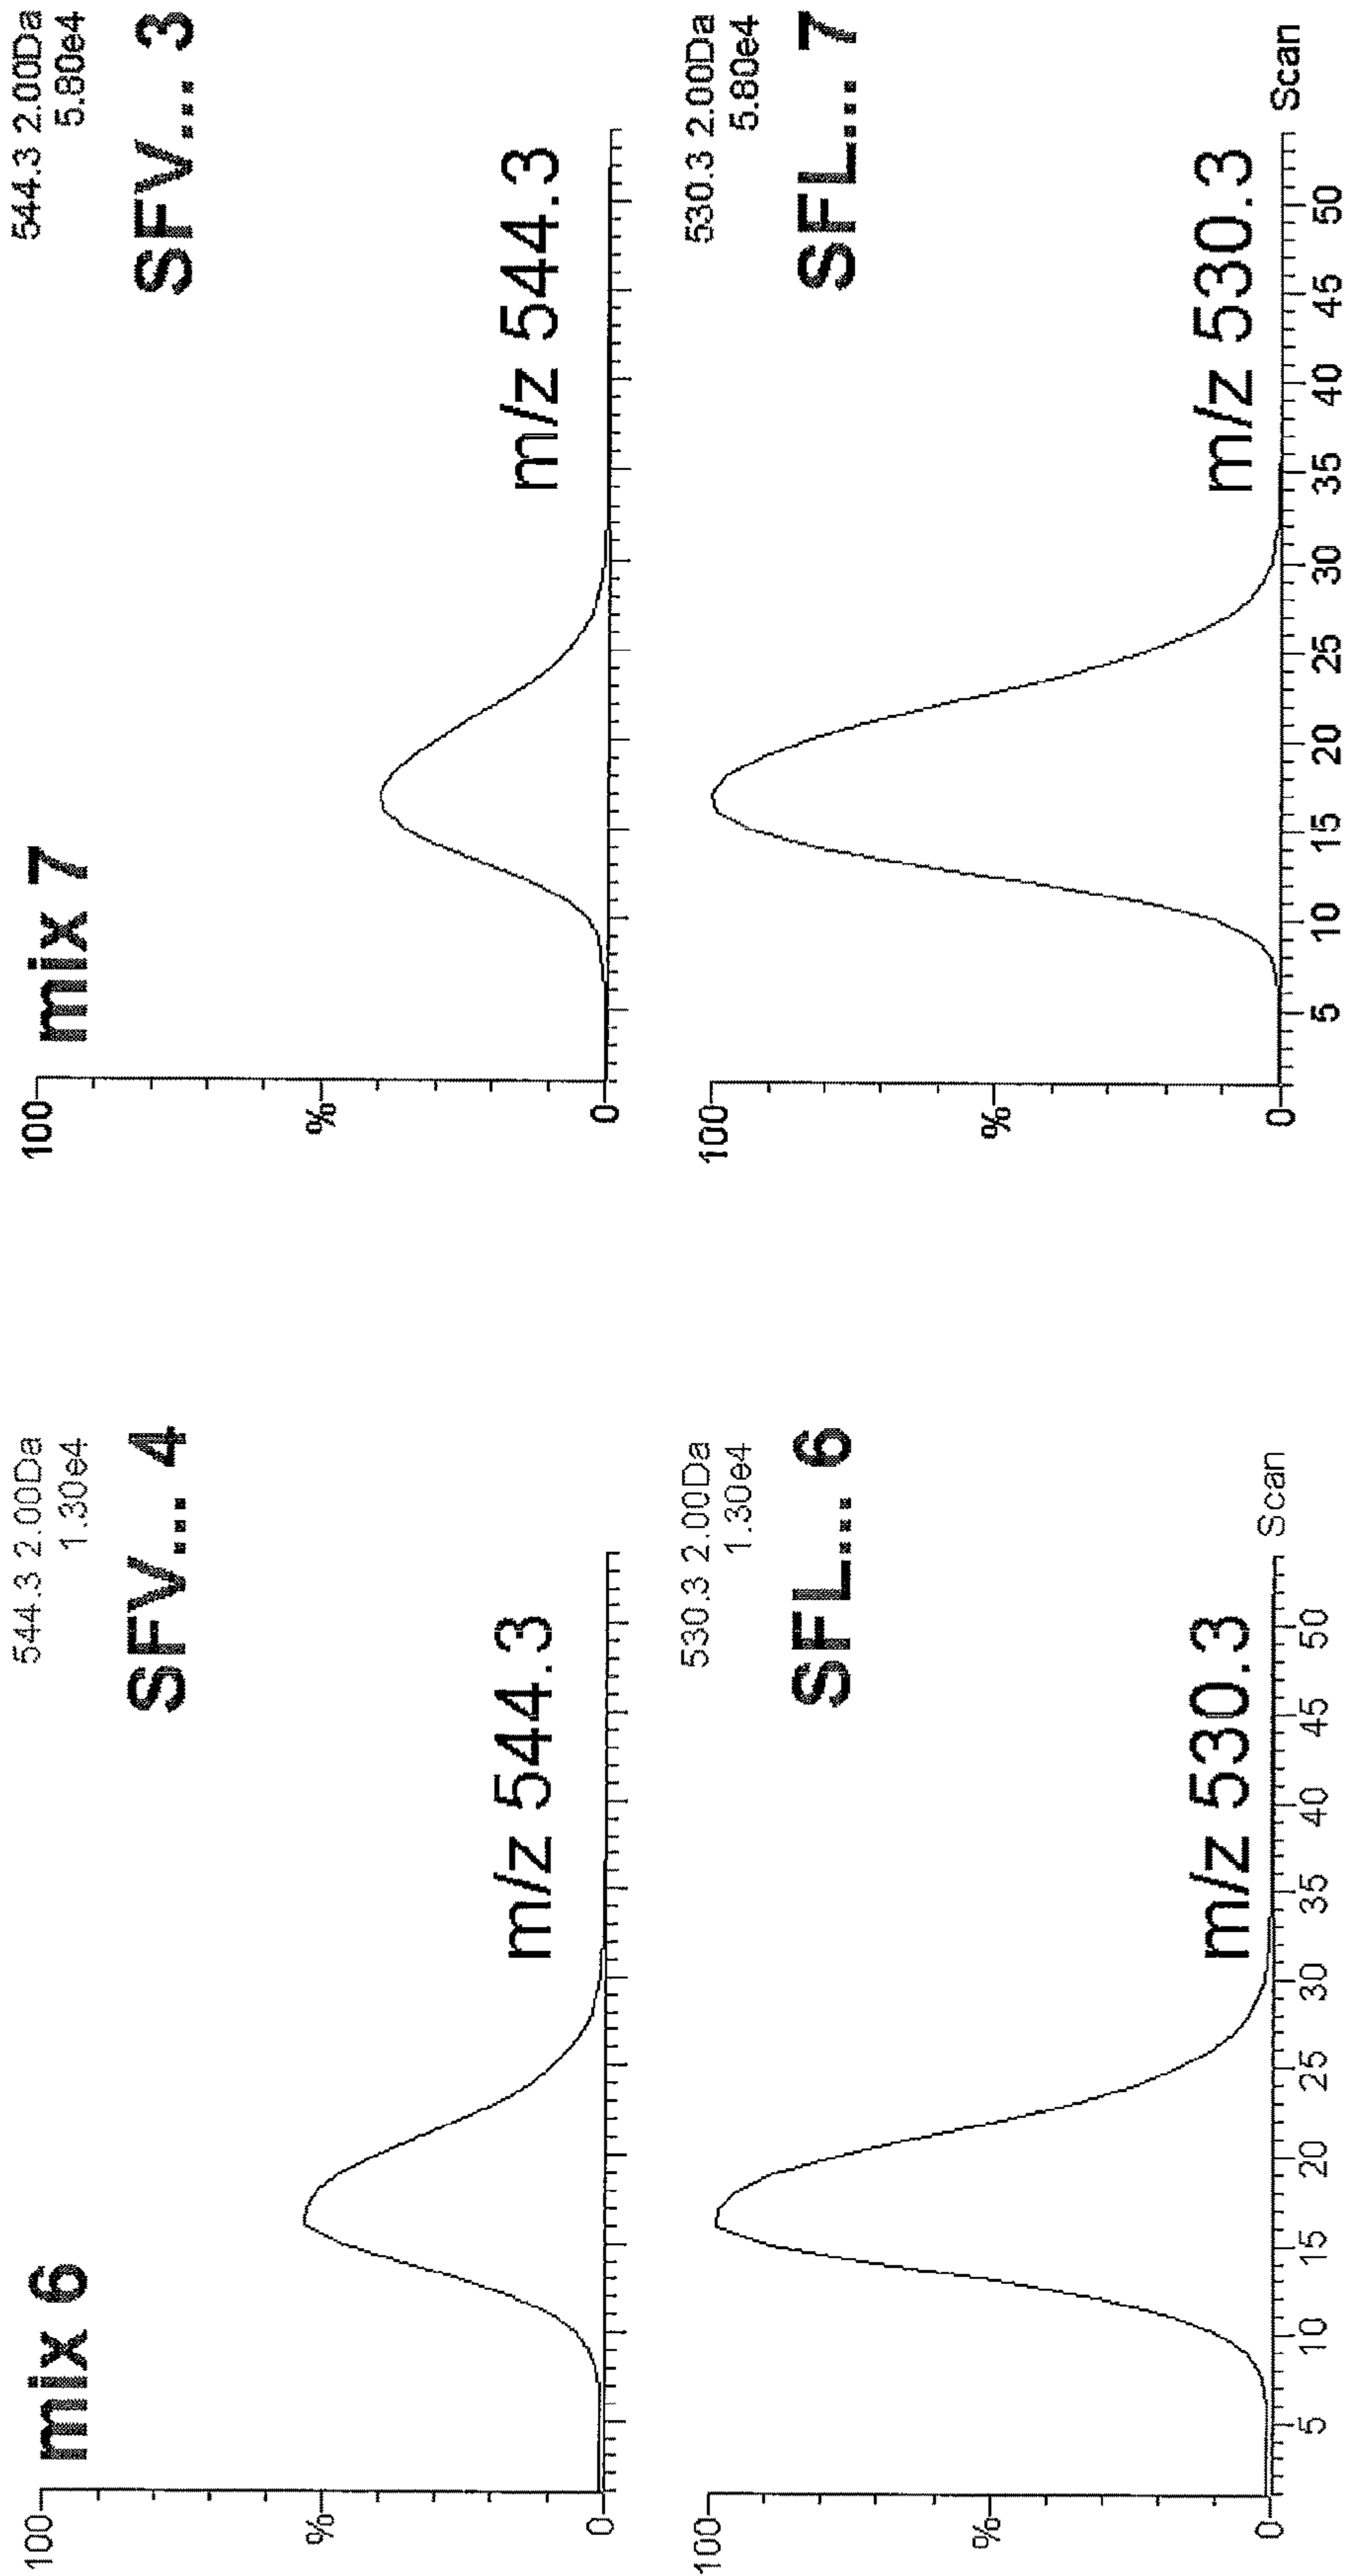 mix 6
544.3 2.00Da
1.30e4
SFV... 4
100
%
0
m/z 544.3
530.3 2.00Da
1.30e4
SFL... 6
100
%
0
m/z 530.3
5 10 15 20 25 30 35 40 45 50
Scan
mix 7
544.3 2.00Da
5.80e4
SFV... 3
100
%
0
m/z 544.3
530.3 2.00Da
5.80e4
SFL... 7
100
%
0
m/z 530.3
5 10 15 20 25 30 35 40 45 50
Scan